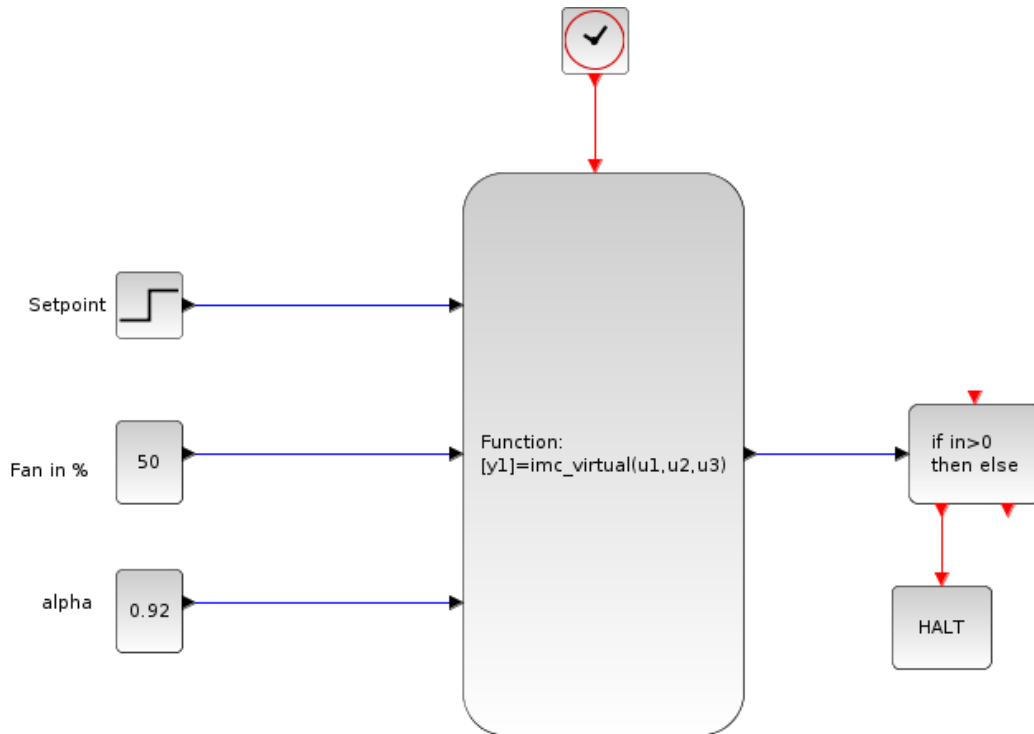 Setpoint
Fan in %
50
alpha
0.92
Function:
[y1]=imc_virtual(u1,u2,u3)
if in>0
then else
HALT